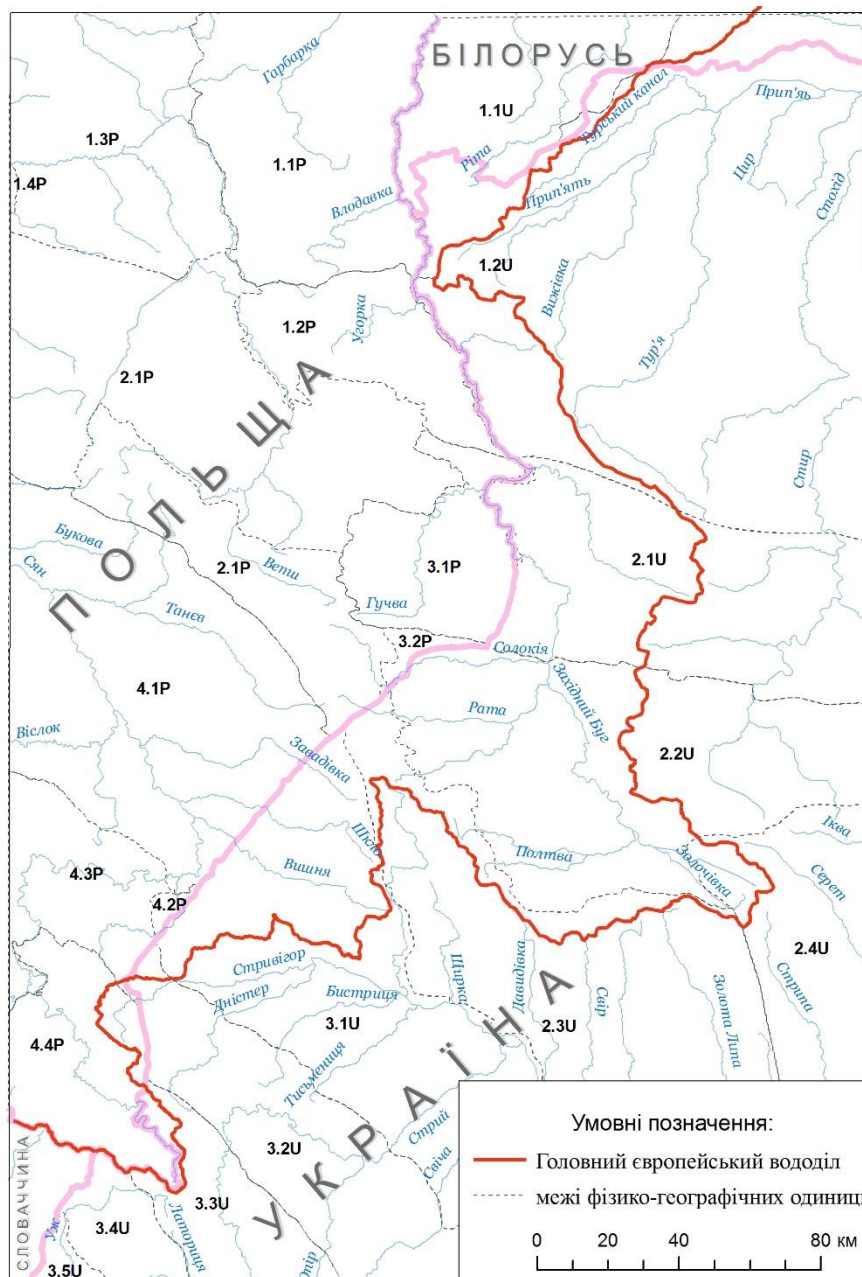 БІЛОРУСЬ
Гарбарка
1.1U
Турський канал
Прип'яь
1.3P
1.1P
Ріта
Цир
1.4P
Влодавка
Прип'ять
Стохід
1.2U
Вижівка
1.2P
Угорка
Тур'я
2.1P
ПОЛЬЩА
Стир
Букова
Сян
2.1P
Вепш
3.1P
2.1U
Танєв
Гучва
3.2P
Солокія
4.1P
Західний Буг
Рата
Віслок
Завадівка
2.2U
Шкло
Полтва
Іква
4.3P
Вишня
Золочівка
Серет
4.2P
2.4U
Стривігор
Щирка
Давидівка
Стрипа
Дністер
Бистриця
3.1U
2.3U
Свір
Золота Липа
4.4P
Тисьмениця
УКРАЇНА
Стрий
3.2U
Свіча
СЛОВАЧЧИНА
3.3U
Уж
3.4U
Латориця
3.5U
Умовні позначення:
Головний європейський вододіл
межі фізико-географічних одиниц
0 20 40 80 км